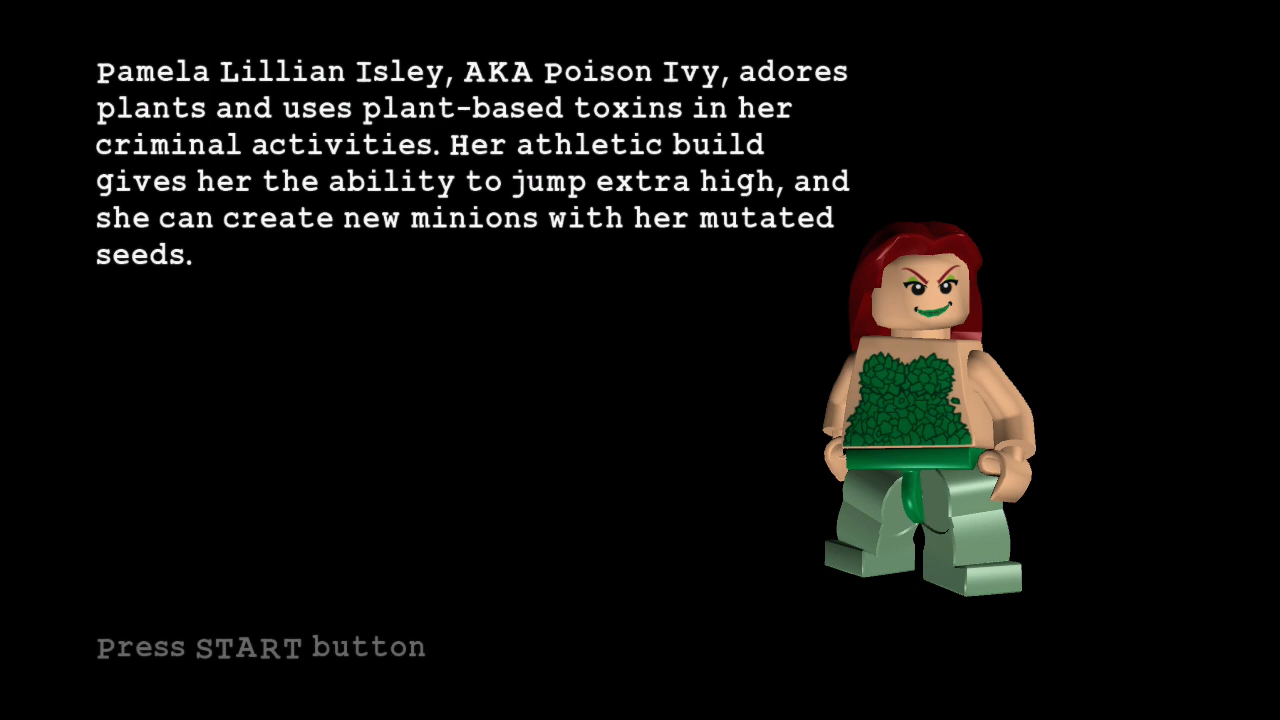 Pamela Lillian Isley, AKA Poison Ivy, adores
plants and uses plant-based toxins in her
criminal activities. Her athletic build
gives her the ability to jump extra high, and
she can create new minions with her mutated
seeds.
Press START button